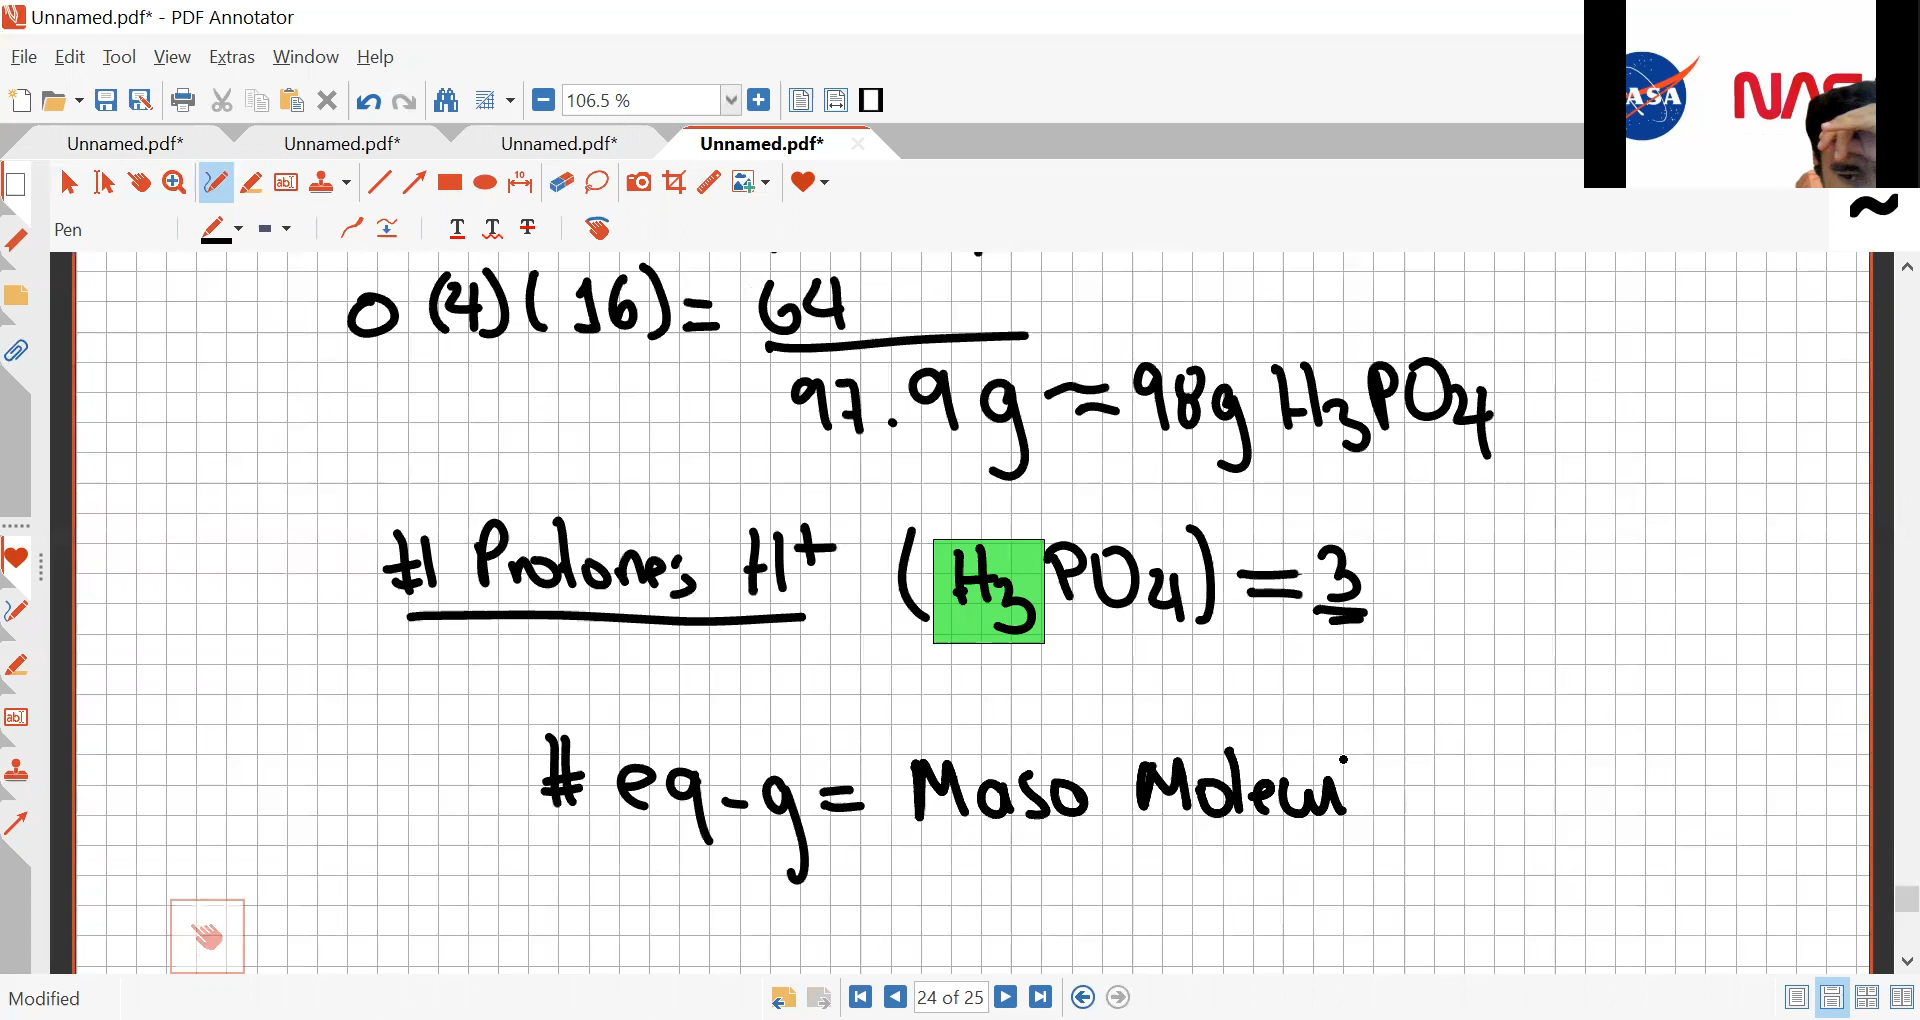 Unnamed.pdf* - PDF Annotator
File Edit Tool View Extras Window Help
106.5 %
Unnamed.pdf* Unnamed.pdf* Unnamed.pdf* Unnamed.pdf*
Pen
O (4)(16)= 64
97.9g ≈ 98g H3PO4
# Protones H+ (H3PO4) = 3
# eq-g = Masa Molecu
Modified
24 of 25